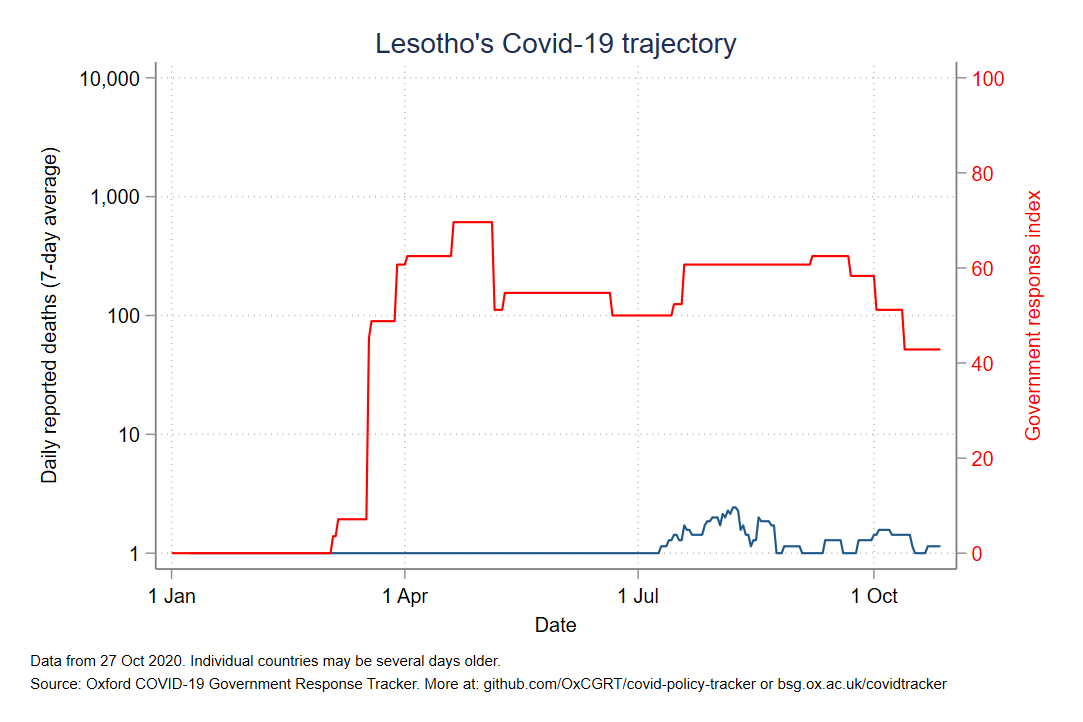 Lesotho's Covid-19 trajectory
Daily reported deaths (7-day average)
10,000
1,000
100
10
1
100
80
60
40
20
0
Government response index
1 Jan
1 Apr
1 Jul
1 Oct
Date
Data from 27 Oct 2020. Individual countries may be several days older.
Source: Oxford COVID-19 Government Response Tracker. More at: github.com/OxCGRT/covid-policy-tracker or bsg.ox.ac.uk/covidtracker